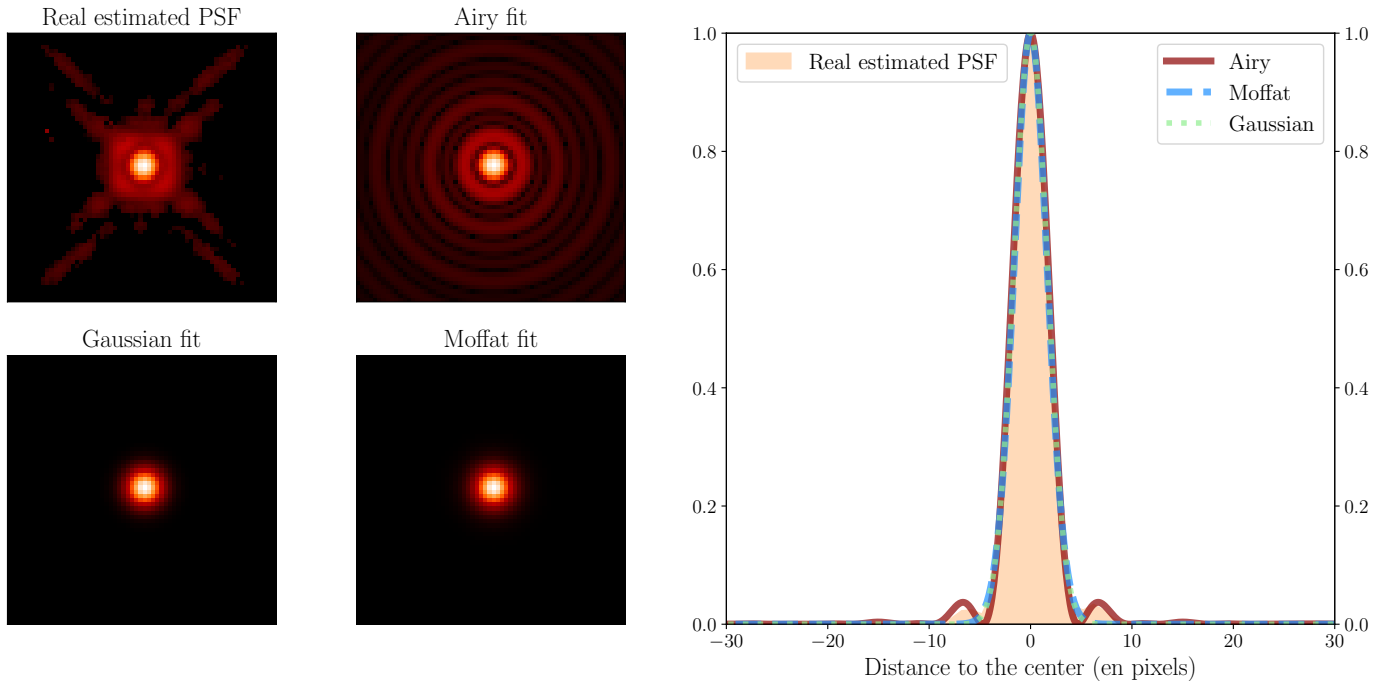 Real estimated PSF
Airy fit
Gaussian fit
Moffat fit
Real estimated PSF
Airy
Moffat
Gaussian
1.0
0.8
0.6
0.4
0.2
0.0
1.0
0.8
0.6
0.4
0.2
0.0
−30 −20 −10 0 10 20 30
Distance to the center (en pixels)